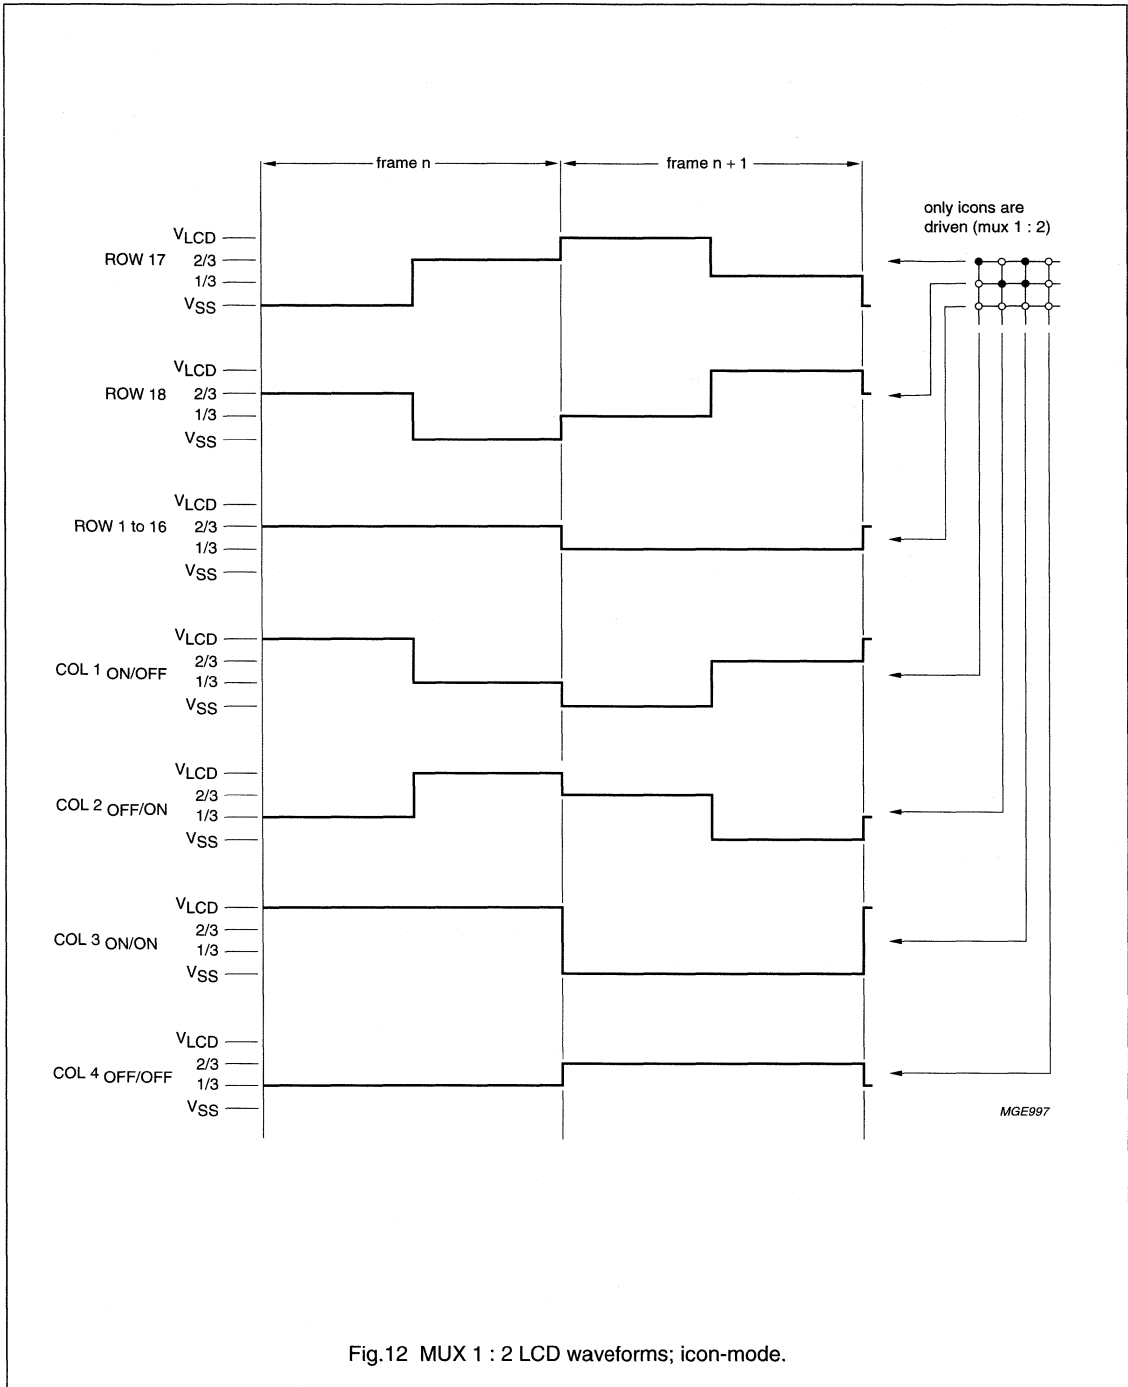 frame n
frame n + 1
only icons are
driven (mux 1 : 2)
VLCD
ROW 17 2/3
1/3
VSS
VLCD
ROW 18 2/3
1/3
VSS
VLCD
ROW 1 to 16 2/3
1/3
VSS
VLCD
2/3
COL 1 ON/OFF 1/3
VSS
VLCD
2/3
COL 2 OFF/ON 1/3
VSS
VLCD
2/3
COL 3 ON/ON 1/3
VSS
VLCD
2/3
COL 4 OFF/OFF 1/3
VSS
MGE997
Fig.12 MUX 1 : 2 LCD waveforms; icon-mode.